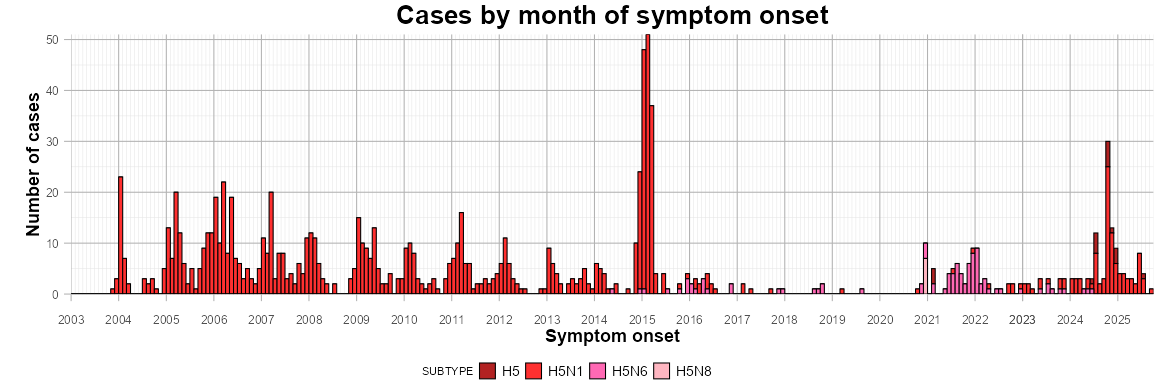 Cases by month of symptom onset
Number of cases
50
40
30
20
10
0
2003 2004 2005 2006 2007 2008 2009 2010 2011 2012 2013 2014 2015 2016 2017 2018 2019 2020 2021 2022 2023 2024 2025
Symptom onset
SUBTYPE H5 H5N1 H5N6 H5N8